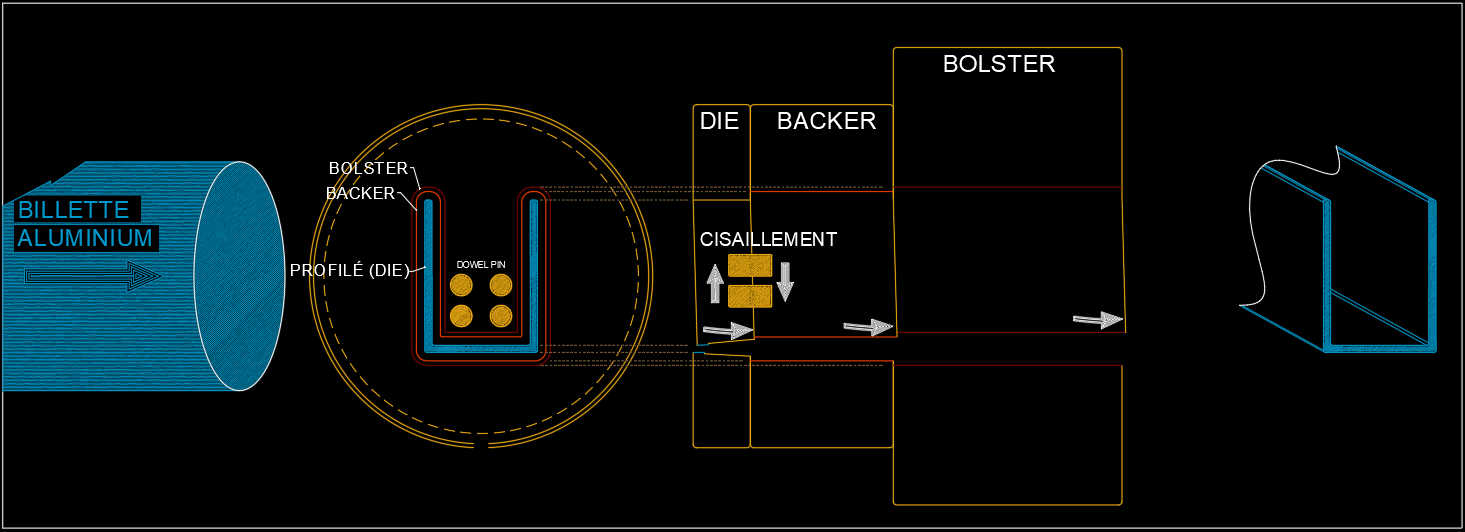 BILLETTE
ALUMINIUM
BOLSTER
BACKER
PROFILÉ (DIE)
DOWEL PIN
DIE
BACKER
BOLSTER
CISAILLEMENT